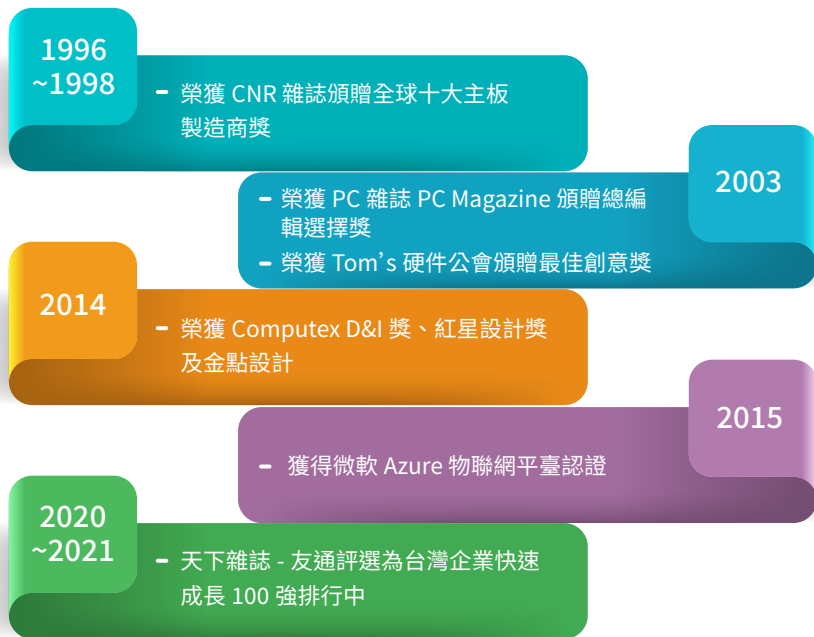 1996
~1998
- 榮獲 CNR 雜誌頒贈全球十大主板
製造商獎
2003
- 榮獲 PC 雜誌 PC Magazine 頒贈總編
輯選擇獎
- 榮獲 Tom’s 硬件公會頒贈最佳創意獎
2014
- 榮獲 Computex D&I 獎、紅星設計獎
及金點設計
2015
- 獲得微軟 Azure 物聯網平臺認證
2020
~2021
- 天下雜誌 - 友通評選為台灣企業快速
成長 100 強排行中